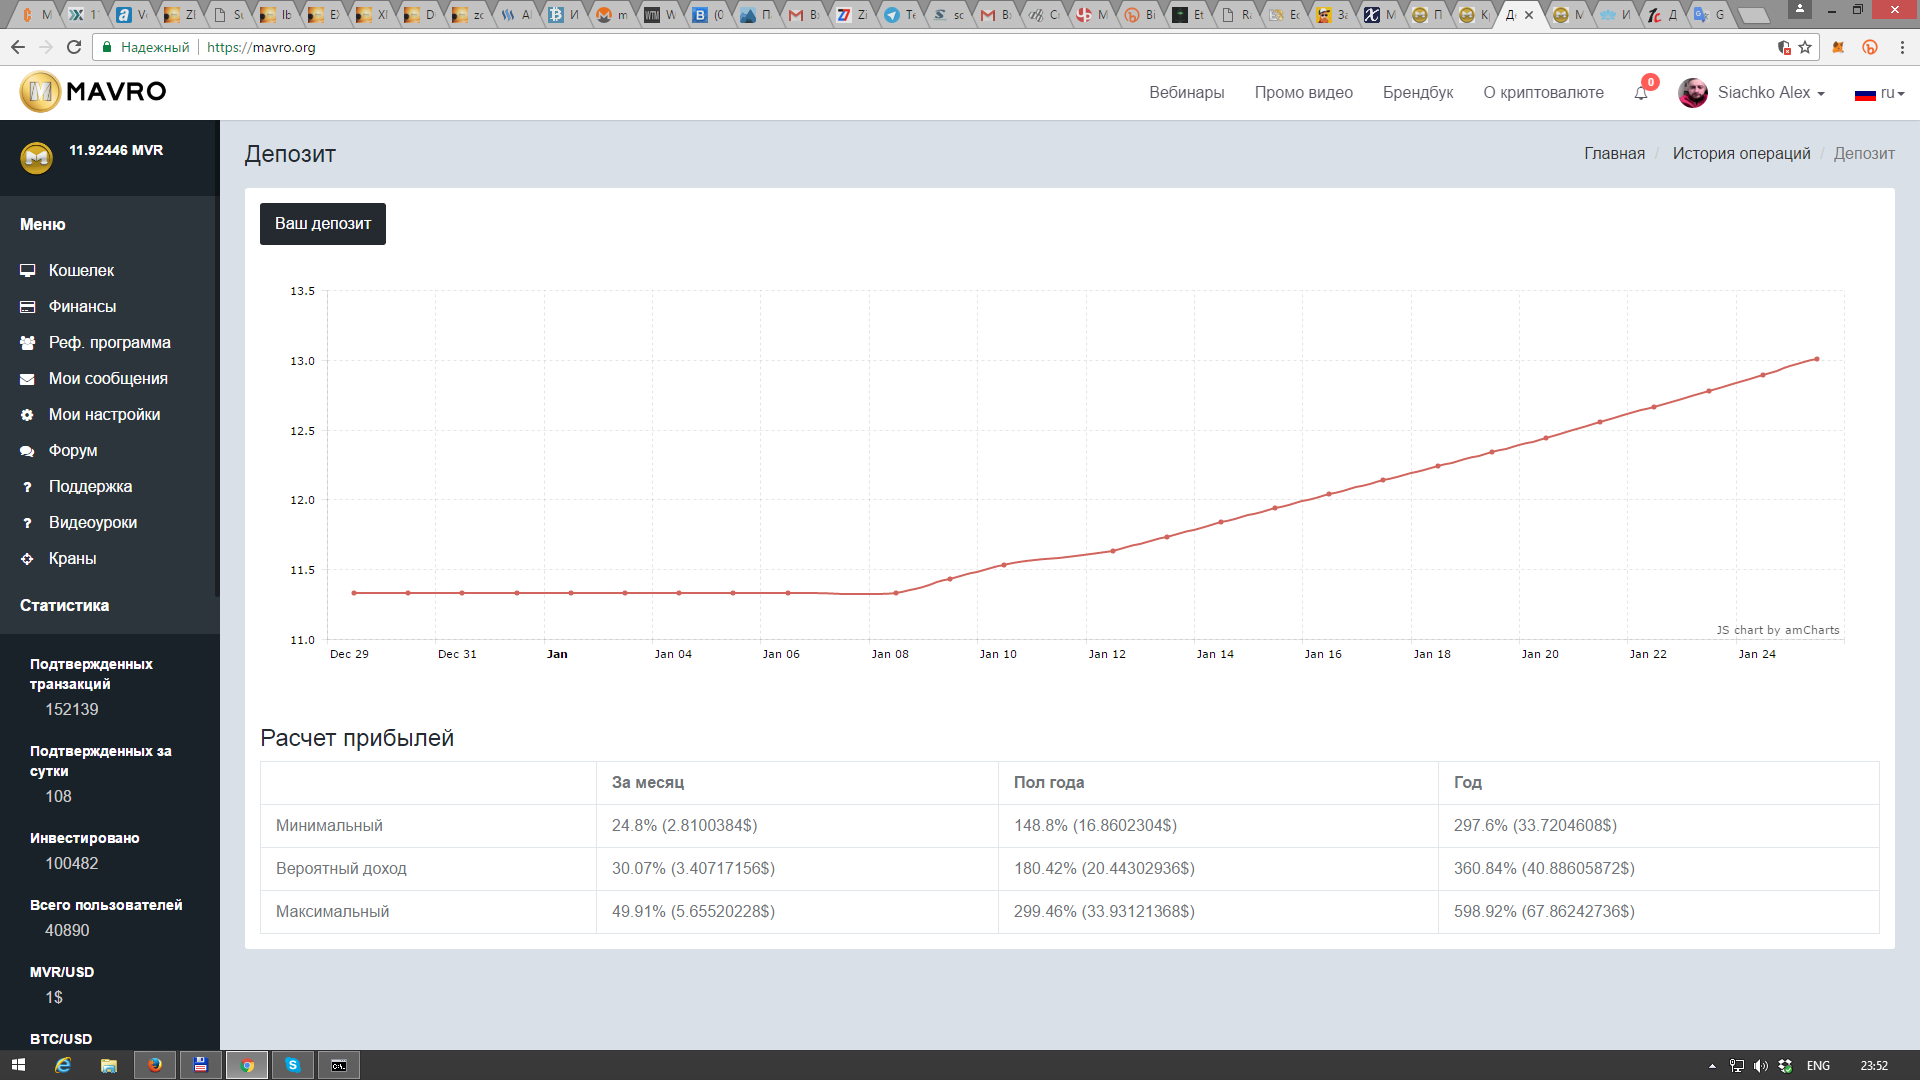 Надежный
https://mavro.org
MAVRO
Вебинары
Промо видео
Брендбук
О криптовалюте
0
Siachko Alex
ru
11.92446 MVR
Меню
Кошелек
Финансы
Реф. программа
Мои сообщения
Мои настройки
Форум
Поддержка
Видеоуроки
Краны
Статистика
Подтвержденных
транзакций
152139
Подтвержденных за
сутки
108
Инвестировано
100482
Всего пользователей
40890
MVR/USD
1$
BTC/USD
Депозит
Главная / История операций / Депозит
Ваш депозит
13.5
13.0
12.5
12.0
11.5
11.0
JS chart by amCharts
Dec 29 Dec 31 Jan Jan 04 Jan 06 Jan 08 Jan 10 Jan 12 Jan 14 Jan 16 Jan 18 Jan 20 Jan 22 Jan 24
Расчет прибылей
За месяц Пол года Год
Минимальный 24.8% (2.8100384$) 148.8% (16.8602304$) 297.6% (33.7204608$)
Вероятный доход 30.07% (3.40717156$) 180.42% (20.44302936$) 360.84% (40.88605872$)
Максимальный 49.91% (5.65520228$) 299.46% (33.93121368$) 598.92% (67.86242736$)
ENG
23:52